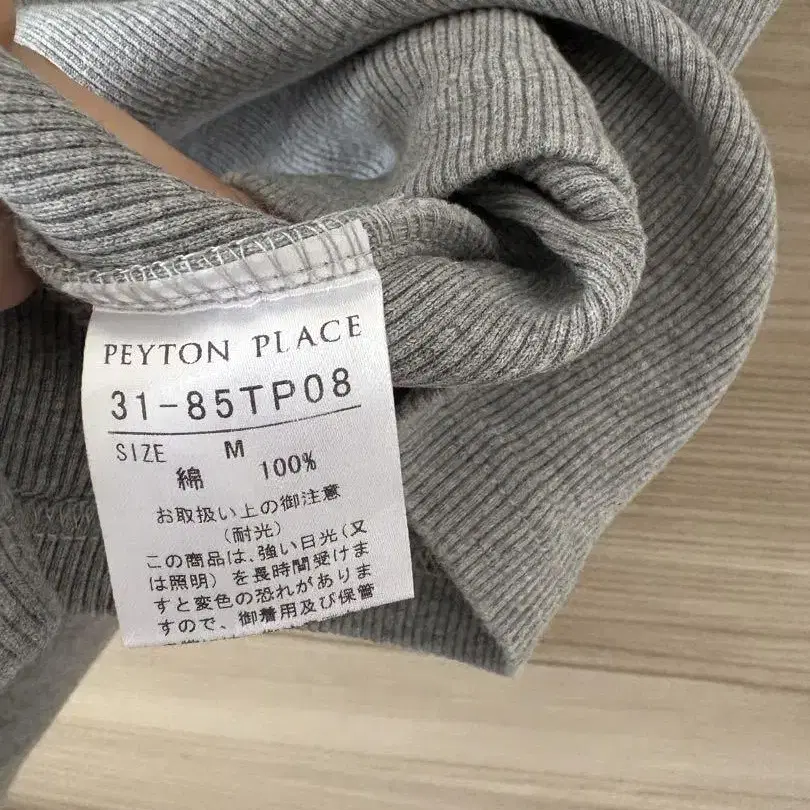 PEYTON PLACE
31-85TP08
SIZE M
綿 100%
お取扱い上の御注意
(耐光)
この商品は、強い日光(又
は照明)を長時間受けま
すと変色の恐れがありま
すので、御着用及び保管